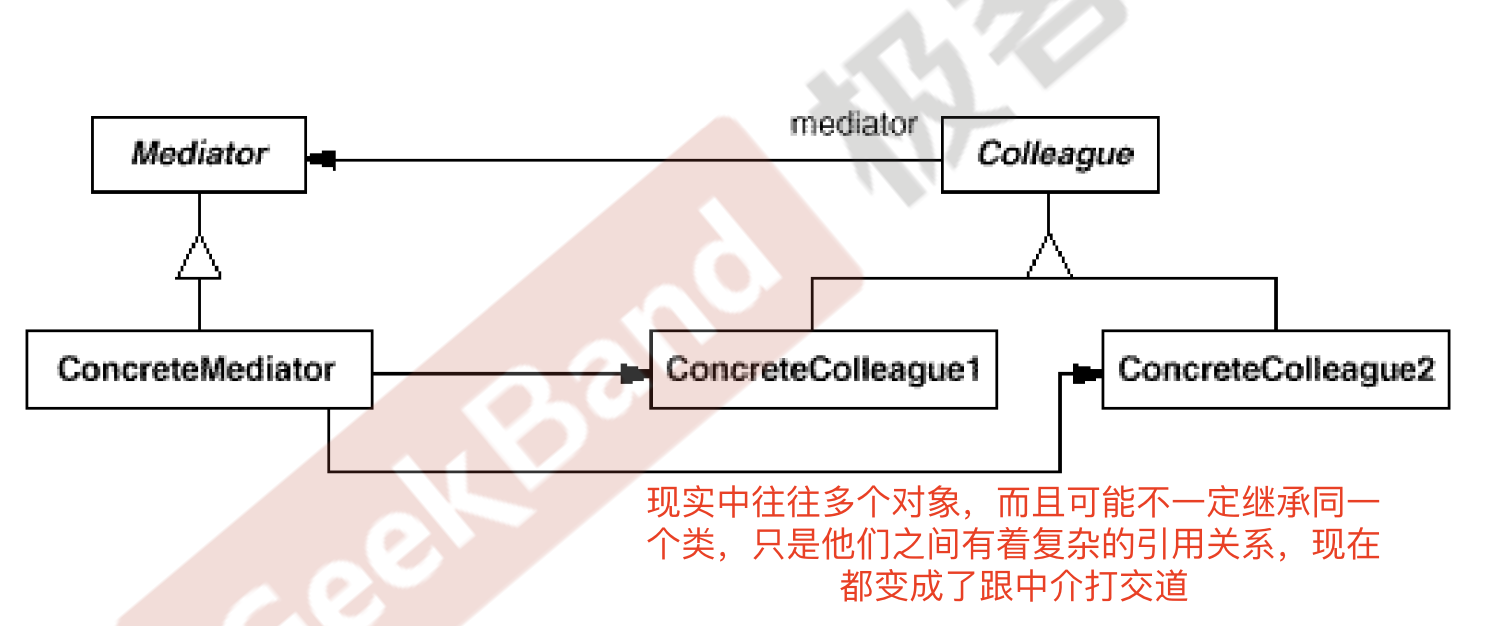 mediator
Mediator
Colleague
ConcreteMediator
ConcreteColleague1
ConcreteColleague2
现实中往往多个对象，而且可能不一定继承同一
个类，只是他们之间有着复杂的引用关系，现在
都变成了跟中介打交道
GeekBand
极客